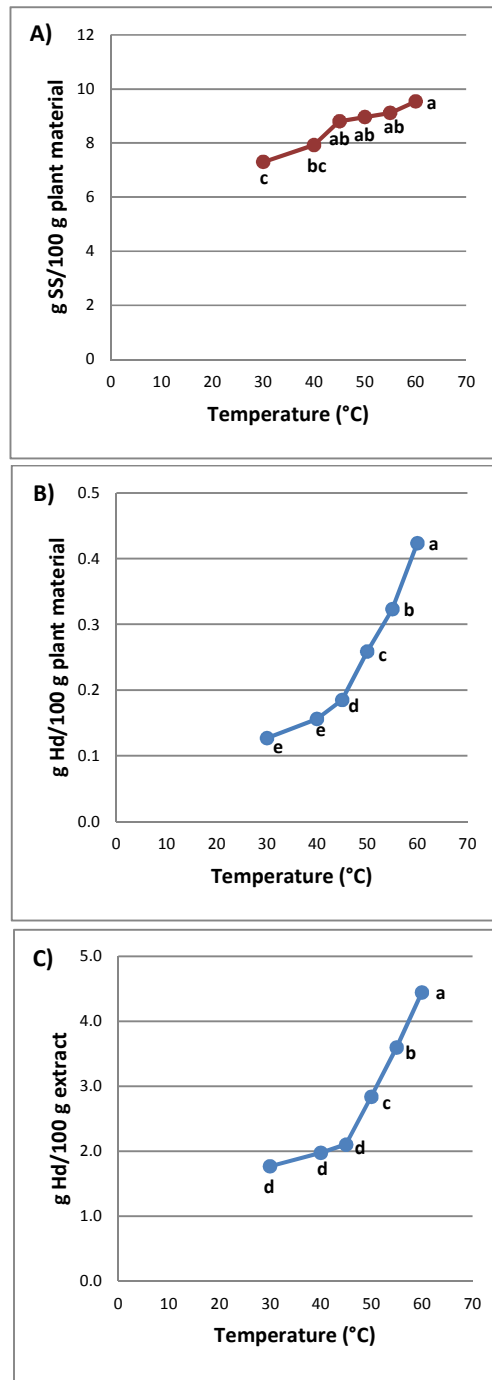 A)
12
10
8
6
4
2
0
g SS/100 g plant material
c
bc
ab
ab
ab
a
0 10 20 30 40 50 60 70
Temperature (°C)
B)
0.5
0.4
0.3
0.2
0.1
0.0
g Hd/100 g plant material
e
e
d
c
b
a
0 10 20 30 40 50 60 70
Temperature (°C)
C)
5.0
4.0
3.0
2.0
1.0
0.0
g Hd/100 g extract
d
d
d
c
b
a
0 10 20 30 40 50 60 70
Temperature (°C)